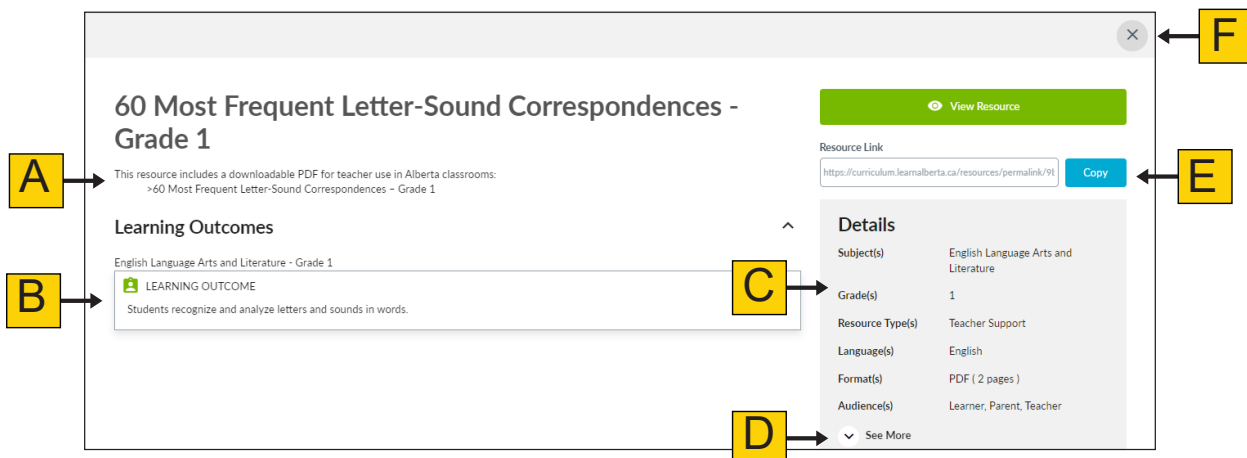 F
60 Most Frequent Letter-Sound Correspondences -
Grade 1
View Resource
Resource Link
https://curriculum.learnalberta.ca/resources/permalink/9b
Copy
E
A
This resource includes a downloadable PDF for teacher use in Alberta classrooms:
>60 Most Frequent Letter-Sound Correspondences – Grade 1
Learning Outcomes
English Language Arts and Literature - Grade 1
B
LEARNING OUTCOME
Students recognize and analyze letters and sounds in words.
C
Details
Subject(s) English Language Arts and
Literature
Grade(s) 1
Resource Type(s) Teacher Support
Language(s) English
Format(s) PDF ( 2 pages )
Audience(s) Learner, Parent, Teacher
D
See More